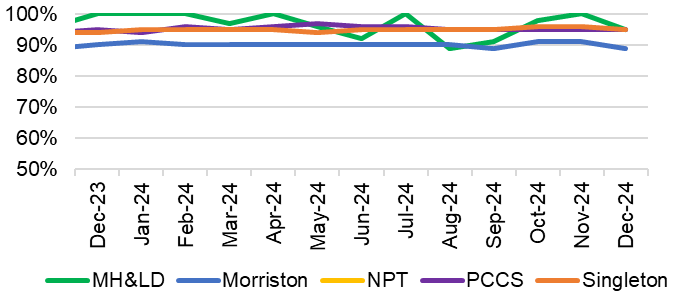 100%
90%
80%
70%
60%
50%
Dec-23
Jan-24
Feb-24
Mar-24
Apr-24
May-24
Jun-24
Jul-24
Aug-24
Sep-24
Oct-24
Nov-24
Dec-24
MH&LD Morriston NPT PCCS Singleton